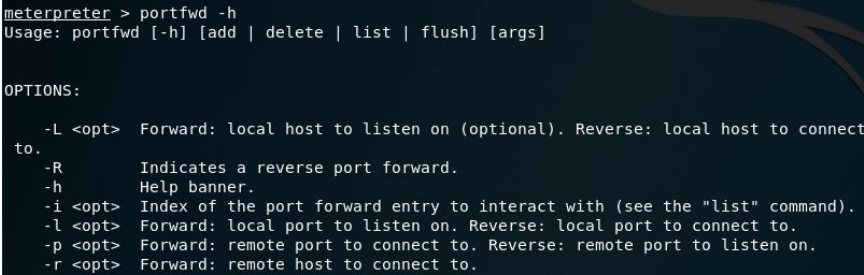 meterpreter > portfwd -h
Usage: portfwd [-h] [add | delete | list | flush] [args]
OPTIONS:
-L <opt>  Forward: local host to listen on (optional). Reverse: local host to connect
to.
-R        Indicates a reverse port forward.
-h        Help banner.
-i <opt>  Index of the port forward entry to interact with (see the "list" command).
-l <opt>  Forward: local port to listen on. Reverse: local port to connect to.
-p <opt>  Forward: remote port to connect to. Reverse: remote port to listen on.
-r <opt>  Forward: remote host to connect to.